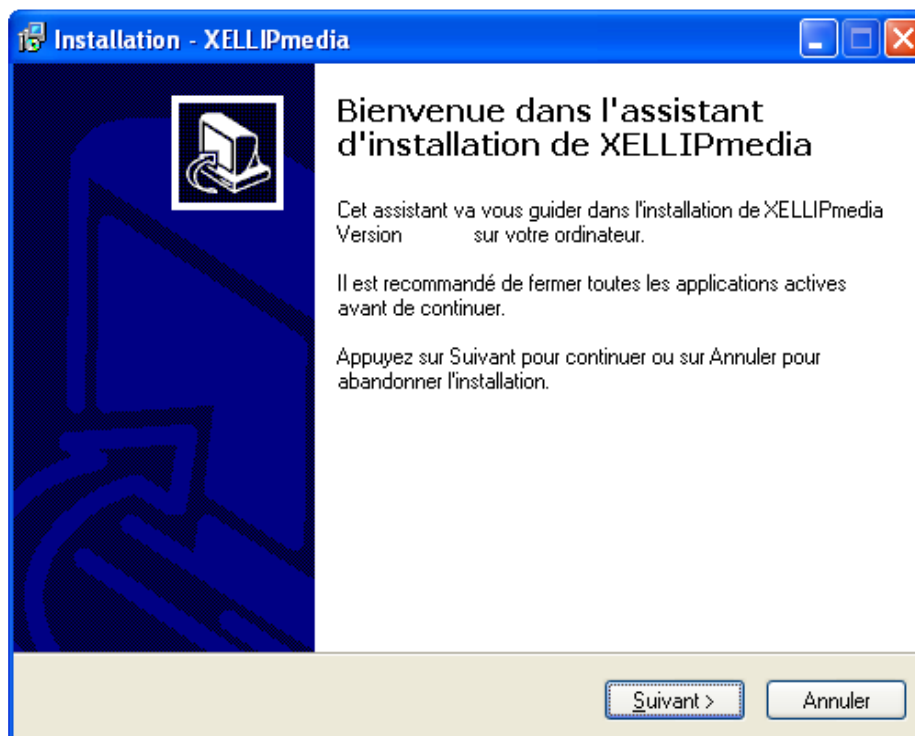 Installation - XELLIPmedia
Bienvenue dans l'assistant
d'installation de XELLIPmedia
Cet assistant va vous guider dans l'installation de XELLIPmedia
Version sur votre ordinateur.
Il est recommandé de fermer toutes les applications actives
avant de continuer.
Appuyez sur Suivant pour continuer ou sur Annuler pour
abandonner l'installation.
Suivant > Annuler